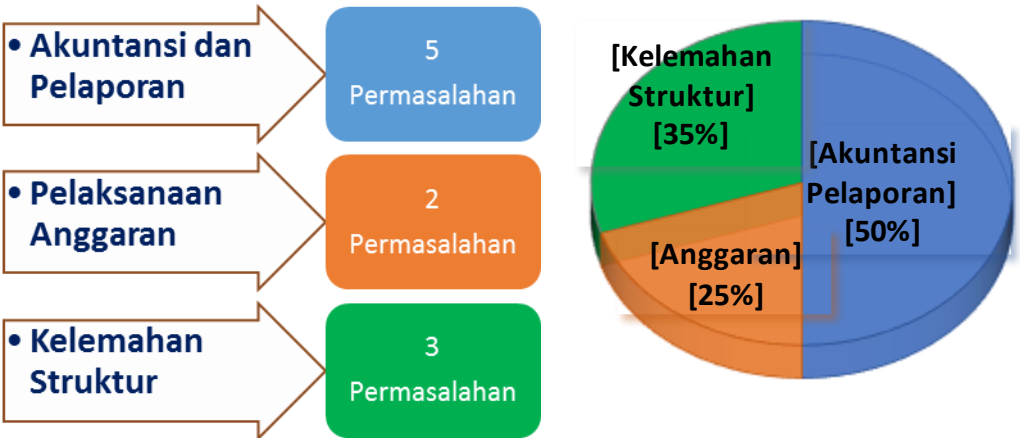 • Akuntansi dan
Pelaporan
5
Permasalahan
• Pelaksanaan
Anggaran
2
Permasalahan
• Kelemahan
Struktur
3
Permasalahan
[Kelemahan
Struktur]
[35%]
[Akuntansi
Pelaporan]
[50%]
[Anggaran]
[25%]